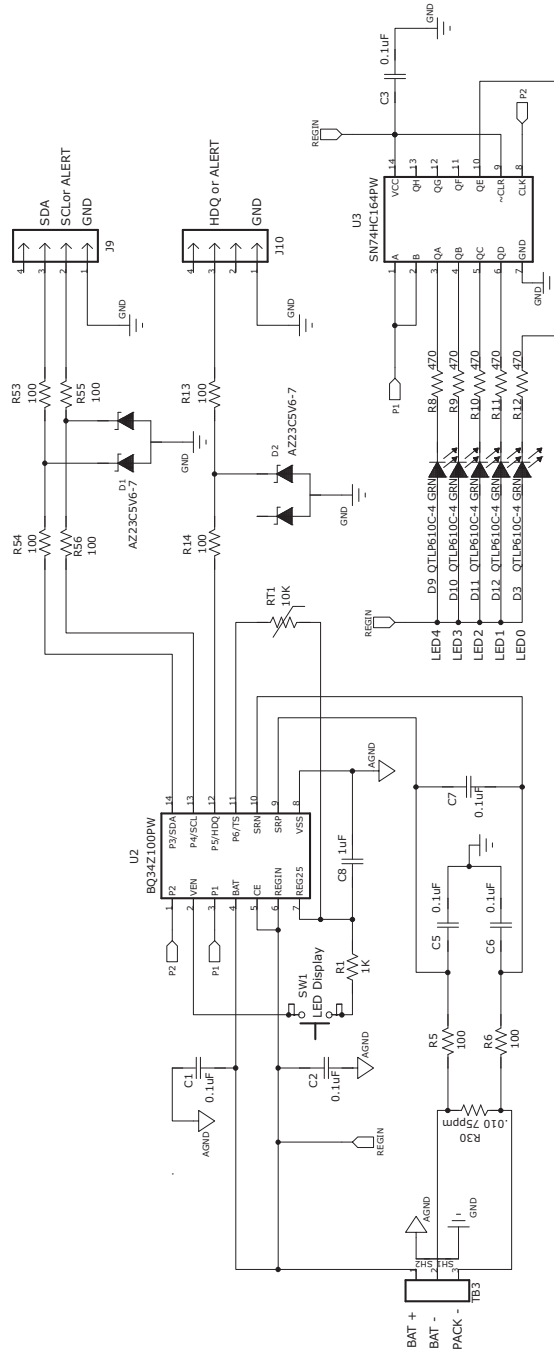 J9
4
3
2
1
SDA
SCLor ALERT
GND
GND
R53
100
R55
100
D1
AZ23C5V6-7
GND
R54
100
R56
100
J10
4
3
2
1
HDQ or ALERT
GND
GND
R13
100
D2
AZ23C5V6-7
GND
R14
100
RT1
10K
U2
BQ34Z100PW
1
P2
2
VEN
3
P1
4
BAT
5
CE
6
REGIN
7
REG25
14
P3/SDA
13
P4/SCL
12
P5/HDQ
11
P6/TS
10
SRN
9
SRP
8
VSS
P2
P1
SW1
LED Display
R1
1K
C8
1uF
AGND
C1
0.1uF
AGND
C2
0.1uF
AGND
REGIN
C7
0.1uF
C5
0.1uF
C6
0.1uF
R5
100
R6
100
R30
.010 75ppm
AGND
GND
SH2
SH1
1
2
3
TB3
BAT +
BAT -
PACK -
GND
0.1uF
C3
REGIN
P2
U3
SN74HC164PW
14
VCC
13
QH
12
QG
11
QF
10
QE
9
~CLR
8
CLK
1
A
2
B
3
QA
4
QB
5
QC
6
QD
7
GND
GND
P1
R8
470
R9
470
R10
470
R11
470
R12
470
D9 QTLP610C-4 GRN
D10 QTLP610C-4 GRN
D11 QTLP610C-4 GRN
D12 QTLP610C-4 GRN
D3 QTLP610C-4 GRN
REGIN
LED4
LED3
LED2
LED1
LED0